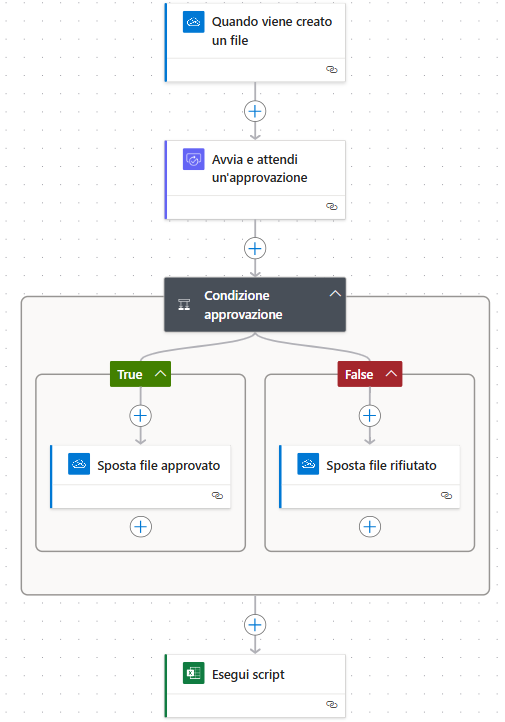 Quando viene creato
un file
Avvia e attendi
un'approvazione
Condizione
approvazione
True
False
Sposta file approvato
Sposta file rifiutato
Esegui script